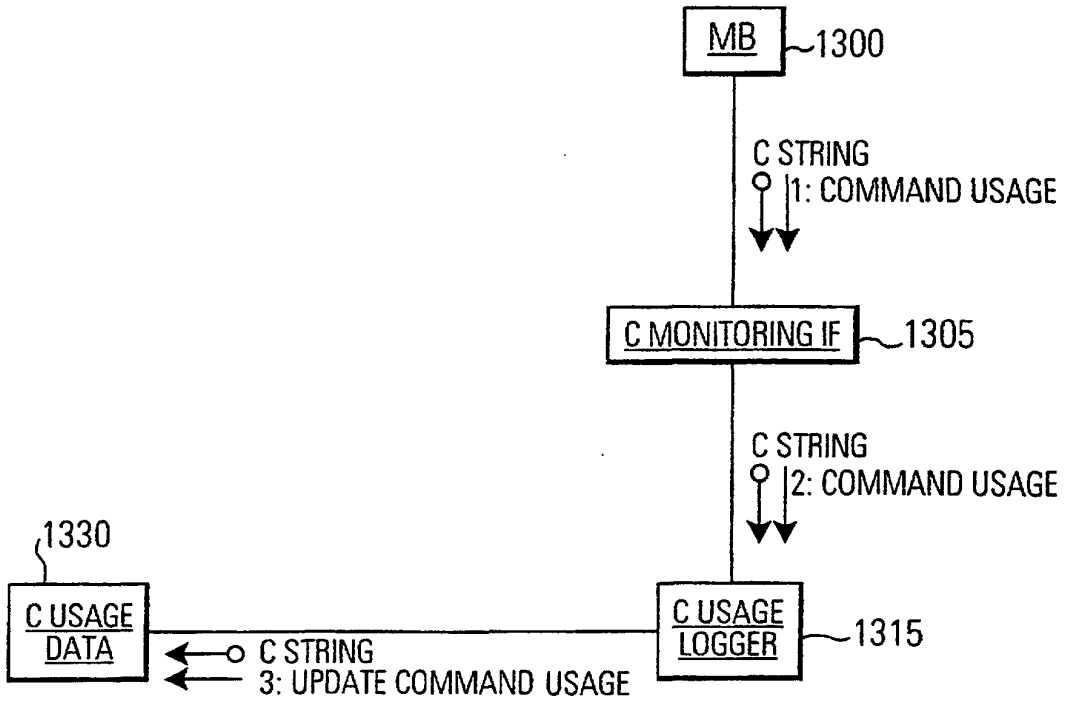 MB
1300
C STRING
1: COMMAND USAGE
C MONITORING IF
1305
C STRING
2: COMMAND USAGE
1330
C USAGE
DATA
C USAGE
LOGGER
1315
C STRING
3: UPDATE COMMAND USAGE